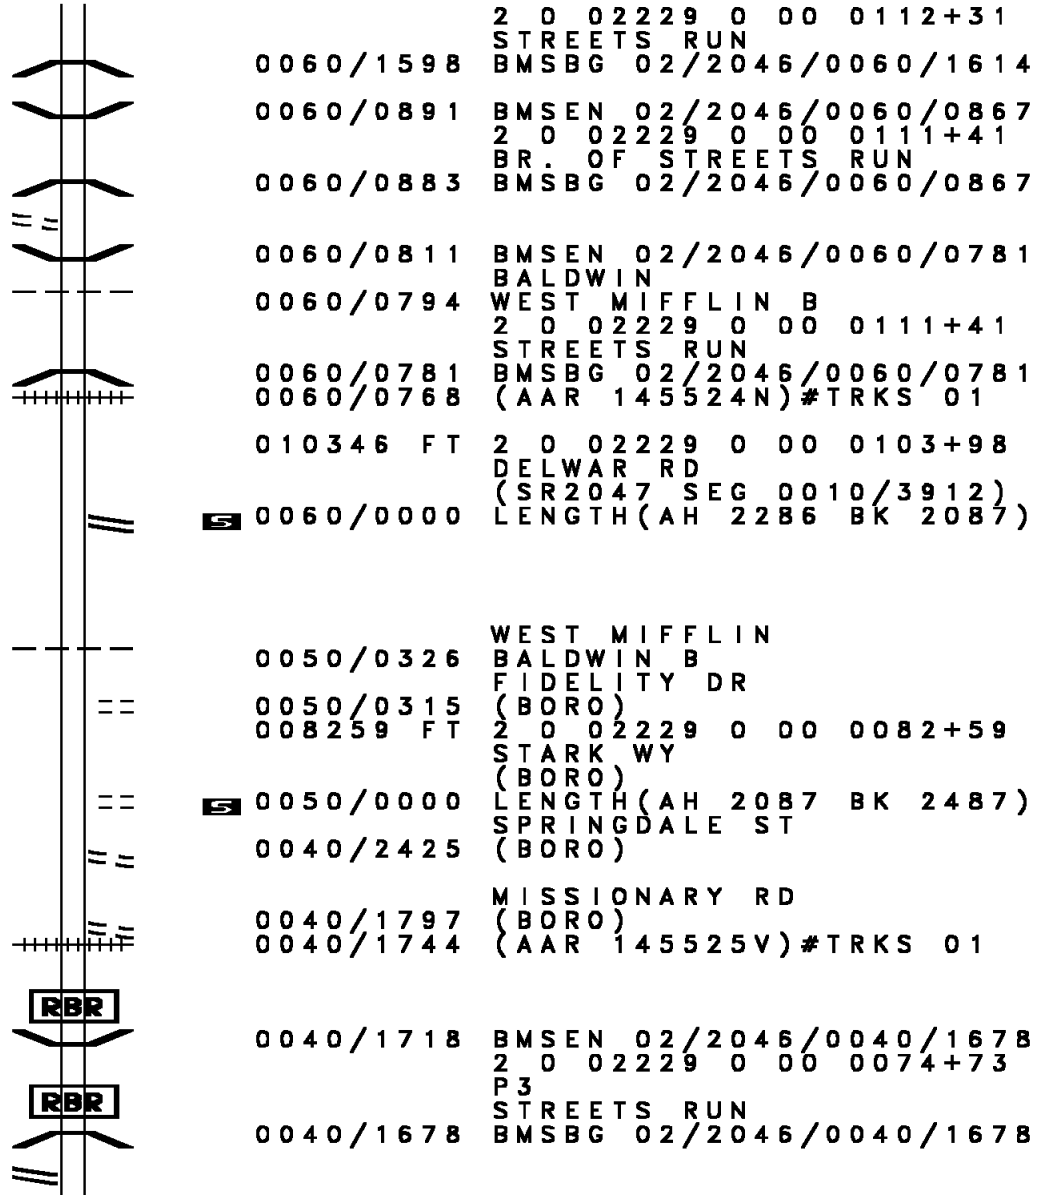 2 0 02229 0 00 0112+31
STREETS RUN
0060/1598 BMSBG 02/2046/0060/1614
0060/0891 BMSEN 02/2046/0060/0867
2 0 02229 0 00 0111+41
BR. OF STREETS RUN
0060/0883 BMSBG 02/2046/0060/0867
0060/0811 BMSEN 02/2046/0060/0781
BALDWIN
0060/0794 WEST MIFFLIN B
2 0 02229 0 00 0111+41
STREETS RUN
0060/0781 BMSBG 02/2046/0060/0781
0060/0768 (AAR 145524N)#TRKS 01
010346 FT 2 0 02229 0 00 0103+98
DELWAR RD
(SR2047 SEG 0010/3912)
S 0060/0000 LENGTH(AH 2286 BK 2087)
WEST MIFFLIN
0050/0326 BALDWIN B
FIDELITY DR
0050/0315 (BORO)
008259 FT 2 0 02229 0 00 0082+59
STARK WY
(BORO)
S 0050/0000 LENGTH(AH 2087 BK 2487)
SPRINGDALE ST
0040/2425 (BORO)
MISSIONARY RD
0040/1797 (BORO)
0040/1744 (AAR 145525V)#TRKS 01
RBR
0040/1718 BMSEN 02/2046/0040/1678
2 0 02229 0 00 0074+73
P3
RBR
STREETS RUN
0040/1678 BMSBG 02/2046/0040/1678